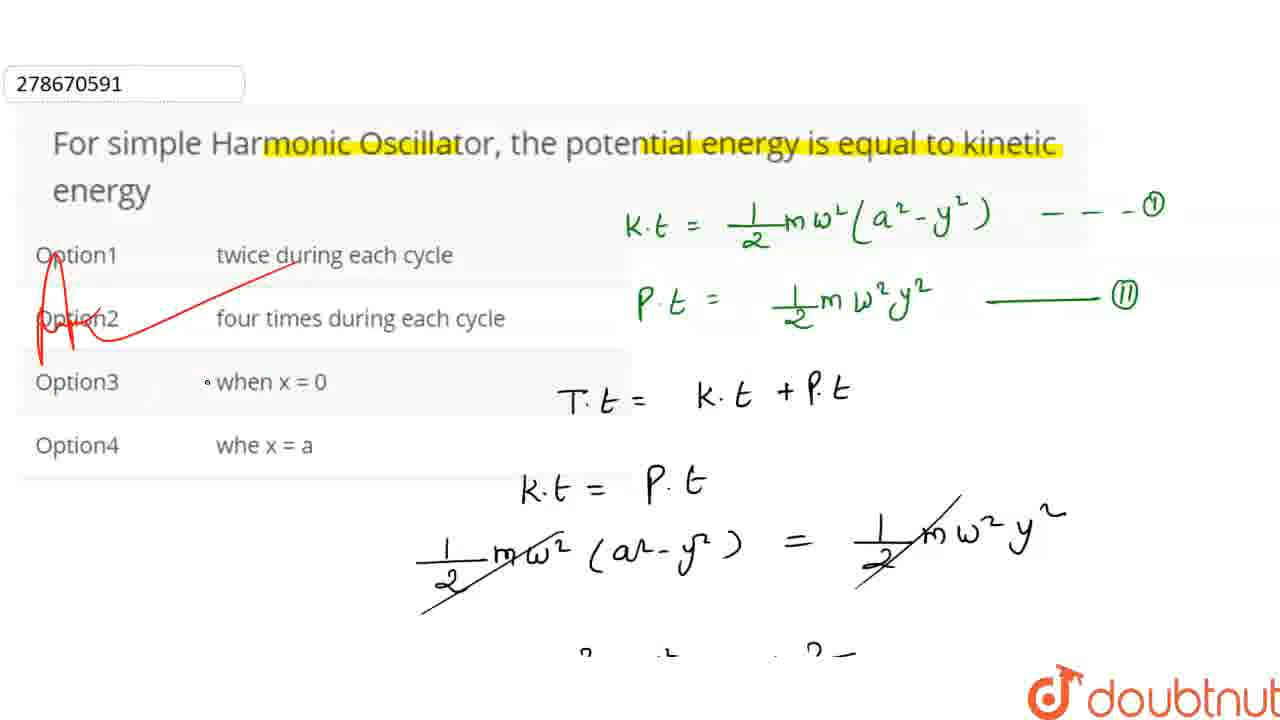 278670591
For simple Harmonic Oscillator, the potential energy is equal to kinetic
energy
K.t = 1/2 mω² (a² - y²) - - - (I)
Option1 twice during each cycle
P.t = 1/2 mω²y² —— (II)
Option2 four times during each cycle
Option3 when x = 0
T.t = K.t + P.t
Option4 whe x = a
K.t = P.t
1/2 mω² (a² - y²) = 1/2 mω² y²
doubtnut